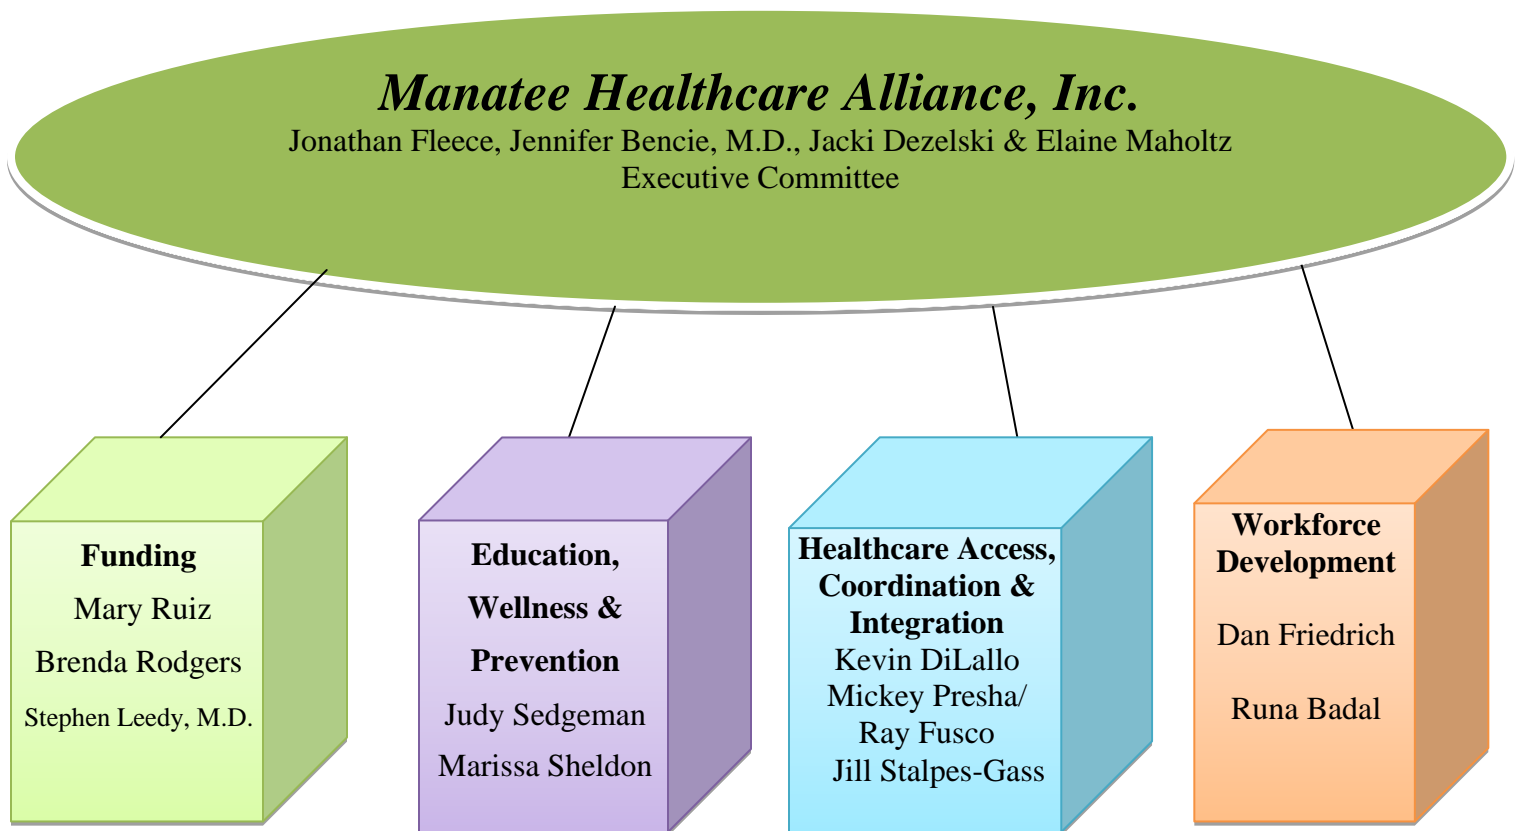 Manatee Healthcare Alliance, Inc.
Jonathan Fleece, Jennifer Bencie, M.D., Jacki Dezelski & Elaine Maholtz
Executive Committee
Funding
Mary Ruiz
Brenda Rodgers
Stephen Leedy, M.D.
Education,
Wellness &
Prevention
Judy Sedgeman
Marissa Sheldon
Healthcare Access,
Coordination &
Integration
Kevin DiLallo
Mickey Presha/
Ray Fusco
Jill Stalpes-Gass
Workforce
Development
Dan Friedrich
Runa Badal